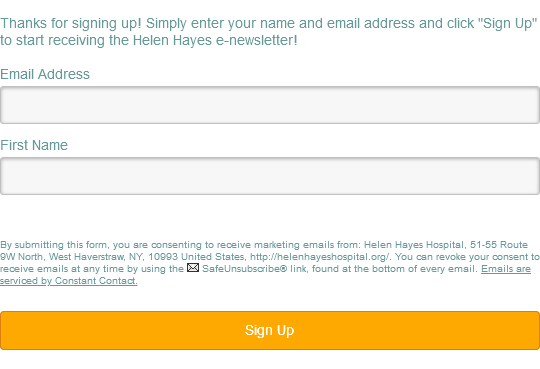 Thanks for signing up! Simply enter your name and email address and click "Sign Up"
to start receiving the Helen Hayes e-newsletter!
Email Address
First Name
By submitting this form, you are consenting to receive marketing emails from: Helen Hayes Hospital, 51-55 Route
9W North, West Haverstraw, NY, 10993 United States, http://helenhayeshospital.org/. You can revoke your consent to
receive emails at any time by using the SafeUnsubscribe® link, found at the bottom of every email. Emails are
serviced by Constant Contact.
Sign Up